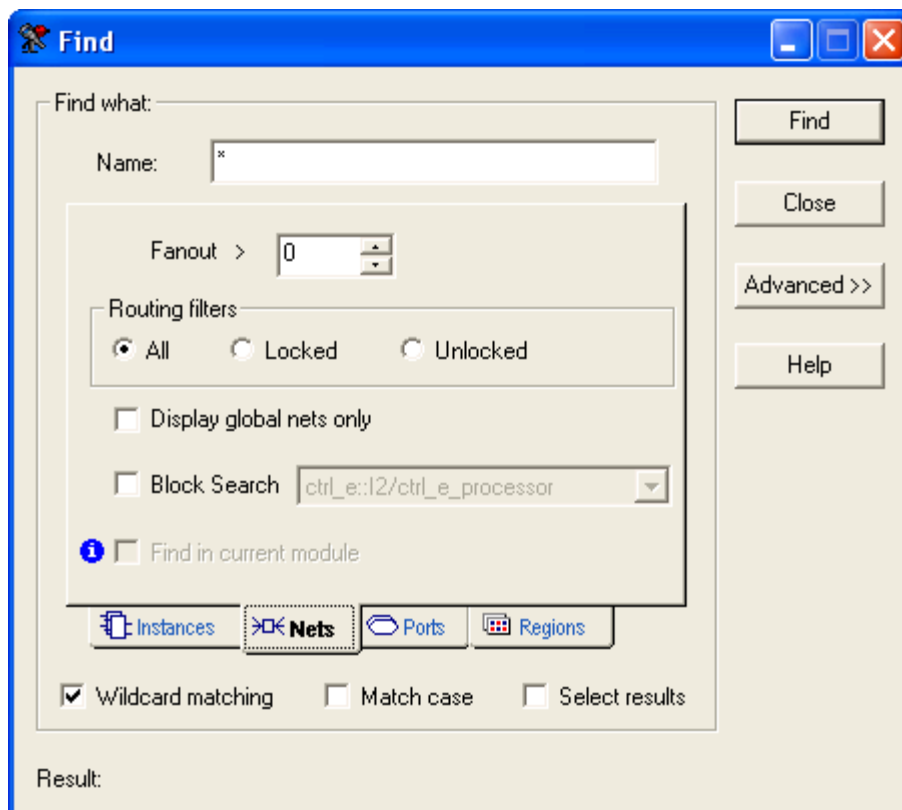 Find
Find what:
Name: *
Find
Close
Advanced >>
Help
Fanout > 0
Routing filters
All Locked Unlocked
Display global nets only
Block Search ctrl_e::I2/ctrl_e_processor
Find in current module
Instances Nets Ports Regions
Wildcard matching Match case Select results
Result: